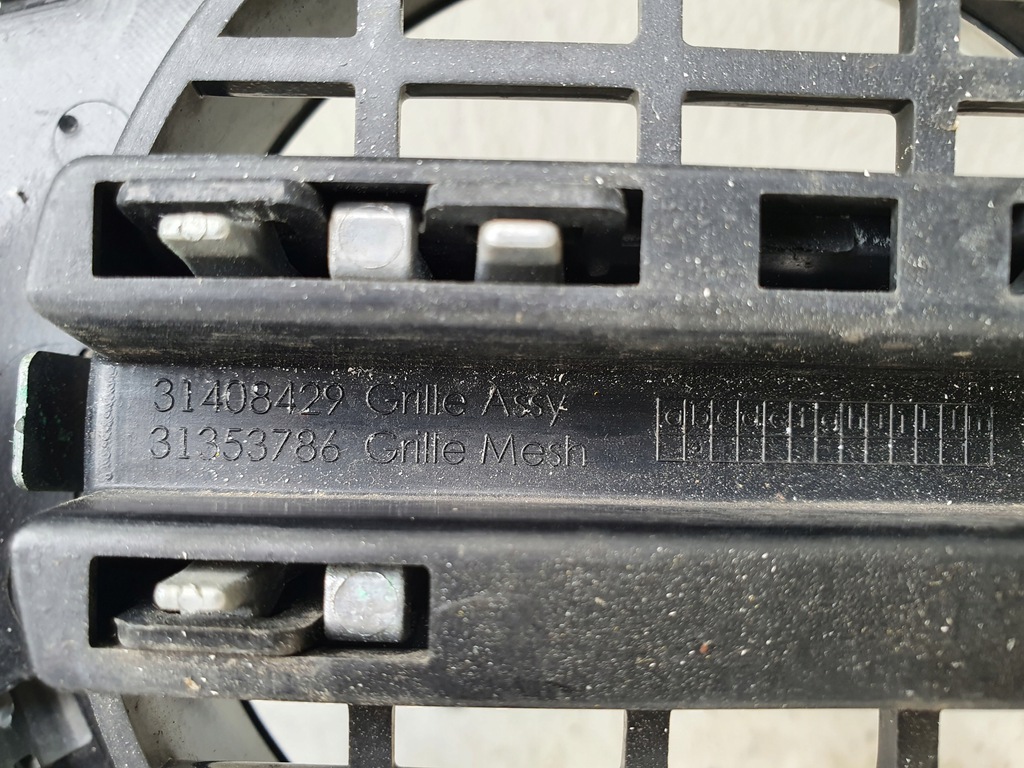 31408429 Grille Assy
31353786 Grille Mesh
a b c d e f g h i j k l m